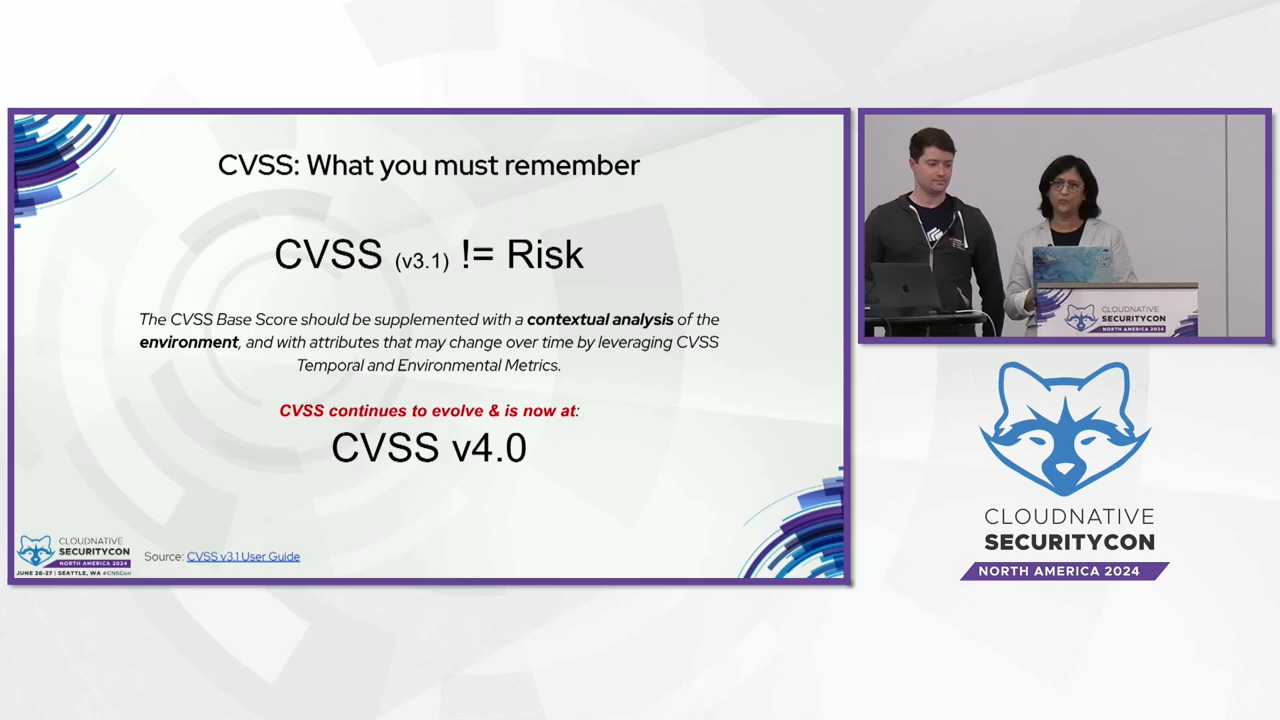 CVSS: What you must remember
CVSS (v3.1) != Risk
The CVSS Base Score should be supplemented with a contextual analysis of the
environment, and with attributes that may change over time by leveraging CVSS
Temporal and Environmental Metrics.
CVSS continues to evolve & is now at:
CVSS v4.0
CLOUDNATIVE
SECURITYCON
NORTH AMERICA 2024
JUNE 26-27 | SEATTLE, WA #CNSCon
Source: CVSS v3.1 User Guide
CLOUDNATIVE
SECURITYCON
NORTH AMERICA 2024
CLOUDNATIVE
SECURITYCON
NORTH AMERICA 2024